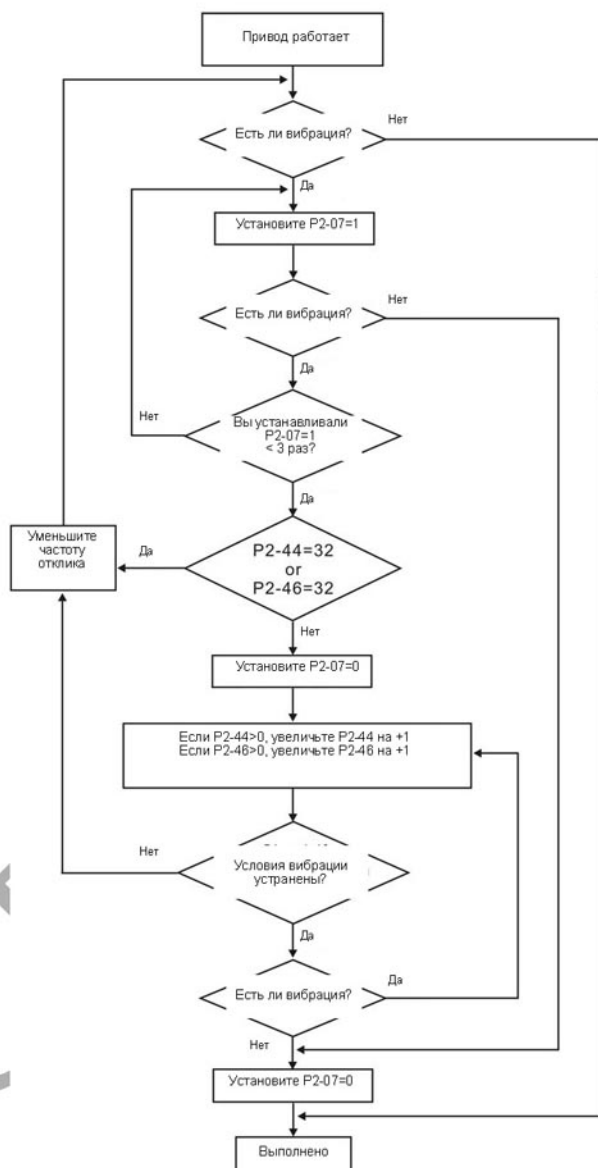 Привод работает
Есть ли вибрация?
Нет
Да
Установите P2-07=1
Есть ли вибрация?
Нет
Да
Вы устанавливали
P2-07=1
< 3 раз?
Нет
Да
P2-44=32
or
P2-46=32
Да
Уменьшите
частоту
отклика
Нет
Установите P2-07=0
Если P2-44>0, увеличьте P2-44 на +1
Если P2-46>0, увеличьте P2-46 на +1
Условия вибрации
устранены?
Нет
Да
Есть ли вибрация?
Да
Нет
Установите P2-07=0
Выполнено